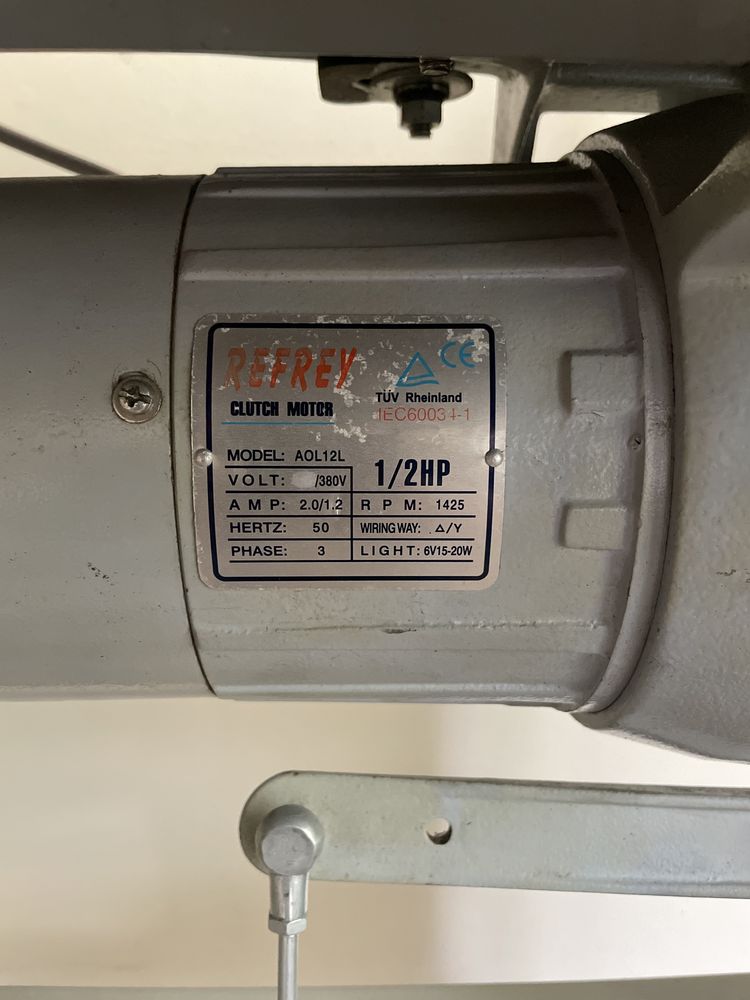 REFREY
CE
TÜV Rheinland
CLUTCH MOTOR
IEC60034-1
MODEL: AOL12L
1/2HP
VOLT: /380V
AMP: 2.0/1.2
RPM: 1425
HERTZ: 50
WIRING WAY: △/Y
PHASE: 3
LIGHT: 6V15-20W